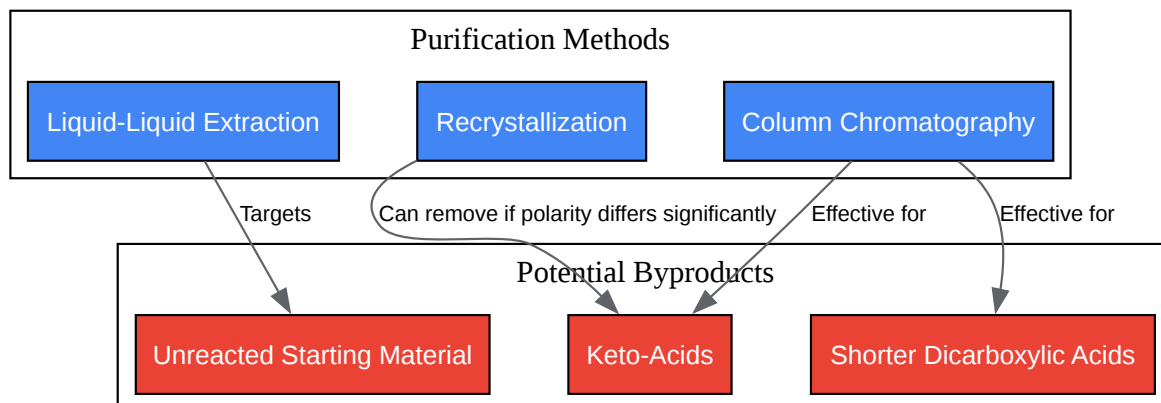 Purification Methods
Liquid-Liquid Extraction
Recrystallization
Column Chromatography
Targets
Can remove if polarity differs significantly
Effective for
Effective for
Potential Byproducts
Unreacted Starting Material
Keto-Acids
Shorter Dicarboxylic Acids